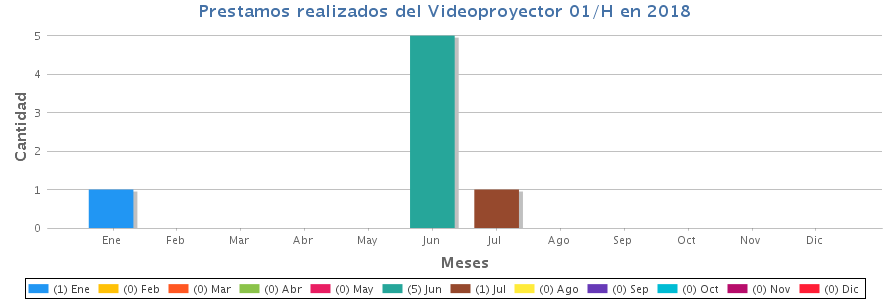 Prestamos realizados del Videoproyector 01/H en 2018
Cantidad
5
4
3
2
1
0
Ene Feb Mar Abr May Jun Jul Ago Sep Oct Nov Dic
Meses
(1) Ene (0) Feb (0) Mar (0) Abr (0) May (5) Jun (1) Jul (0) Ago (0) Sep (0) Oct (0) Nov (0) Dic